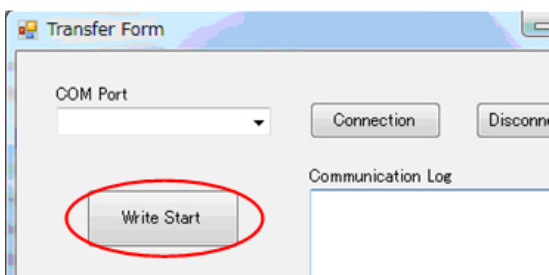 Transfer Form
COM Port
Connection
Disconne
Communication Log
Write Start